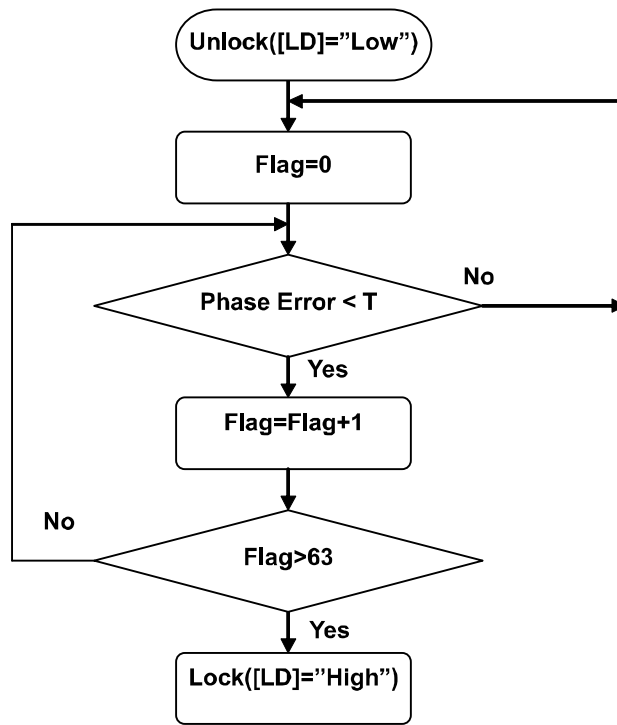 Unlock([LD]=”Low”)
Flag=0
Phase Error < T
No
Yes
Flag=Flag+1
No
Flag>63
Yes
Lock([LD]=”High”)